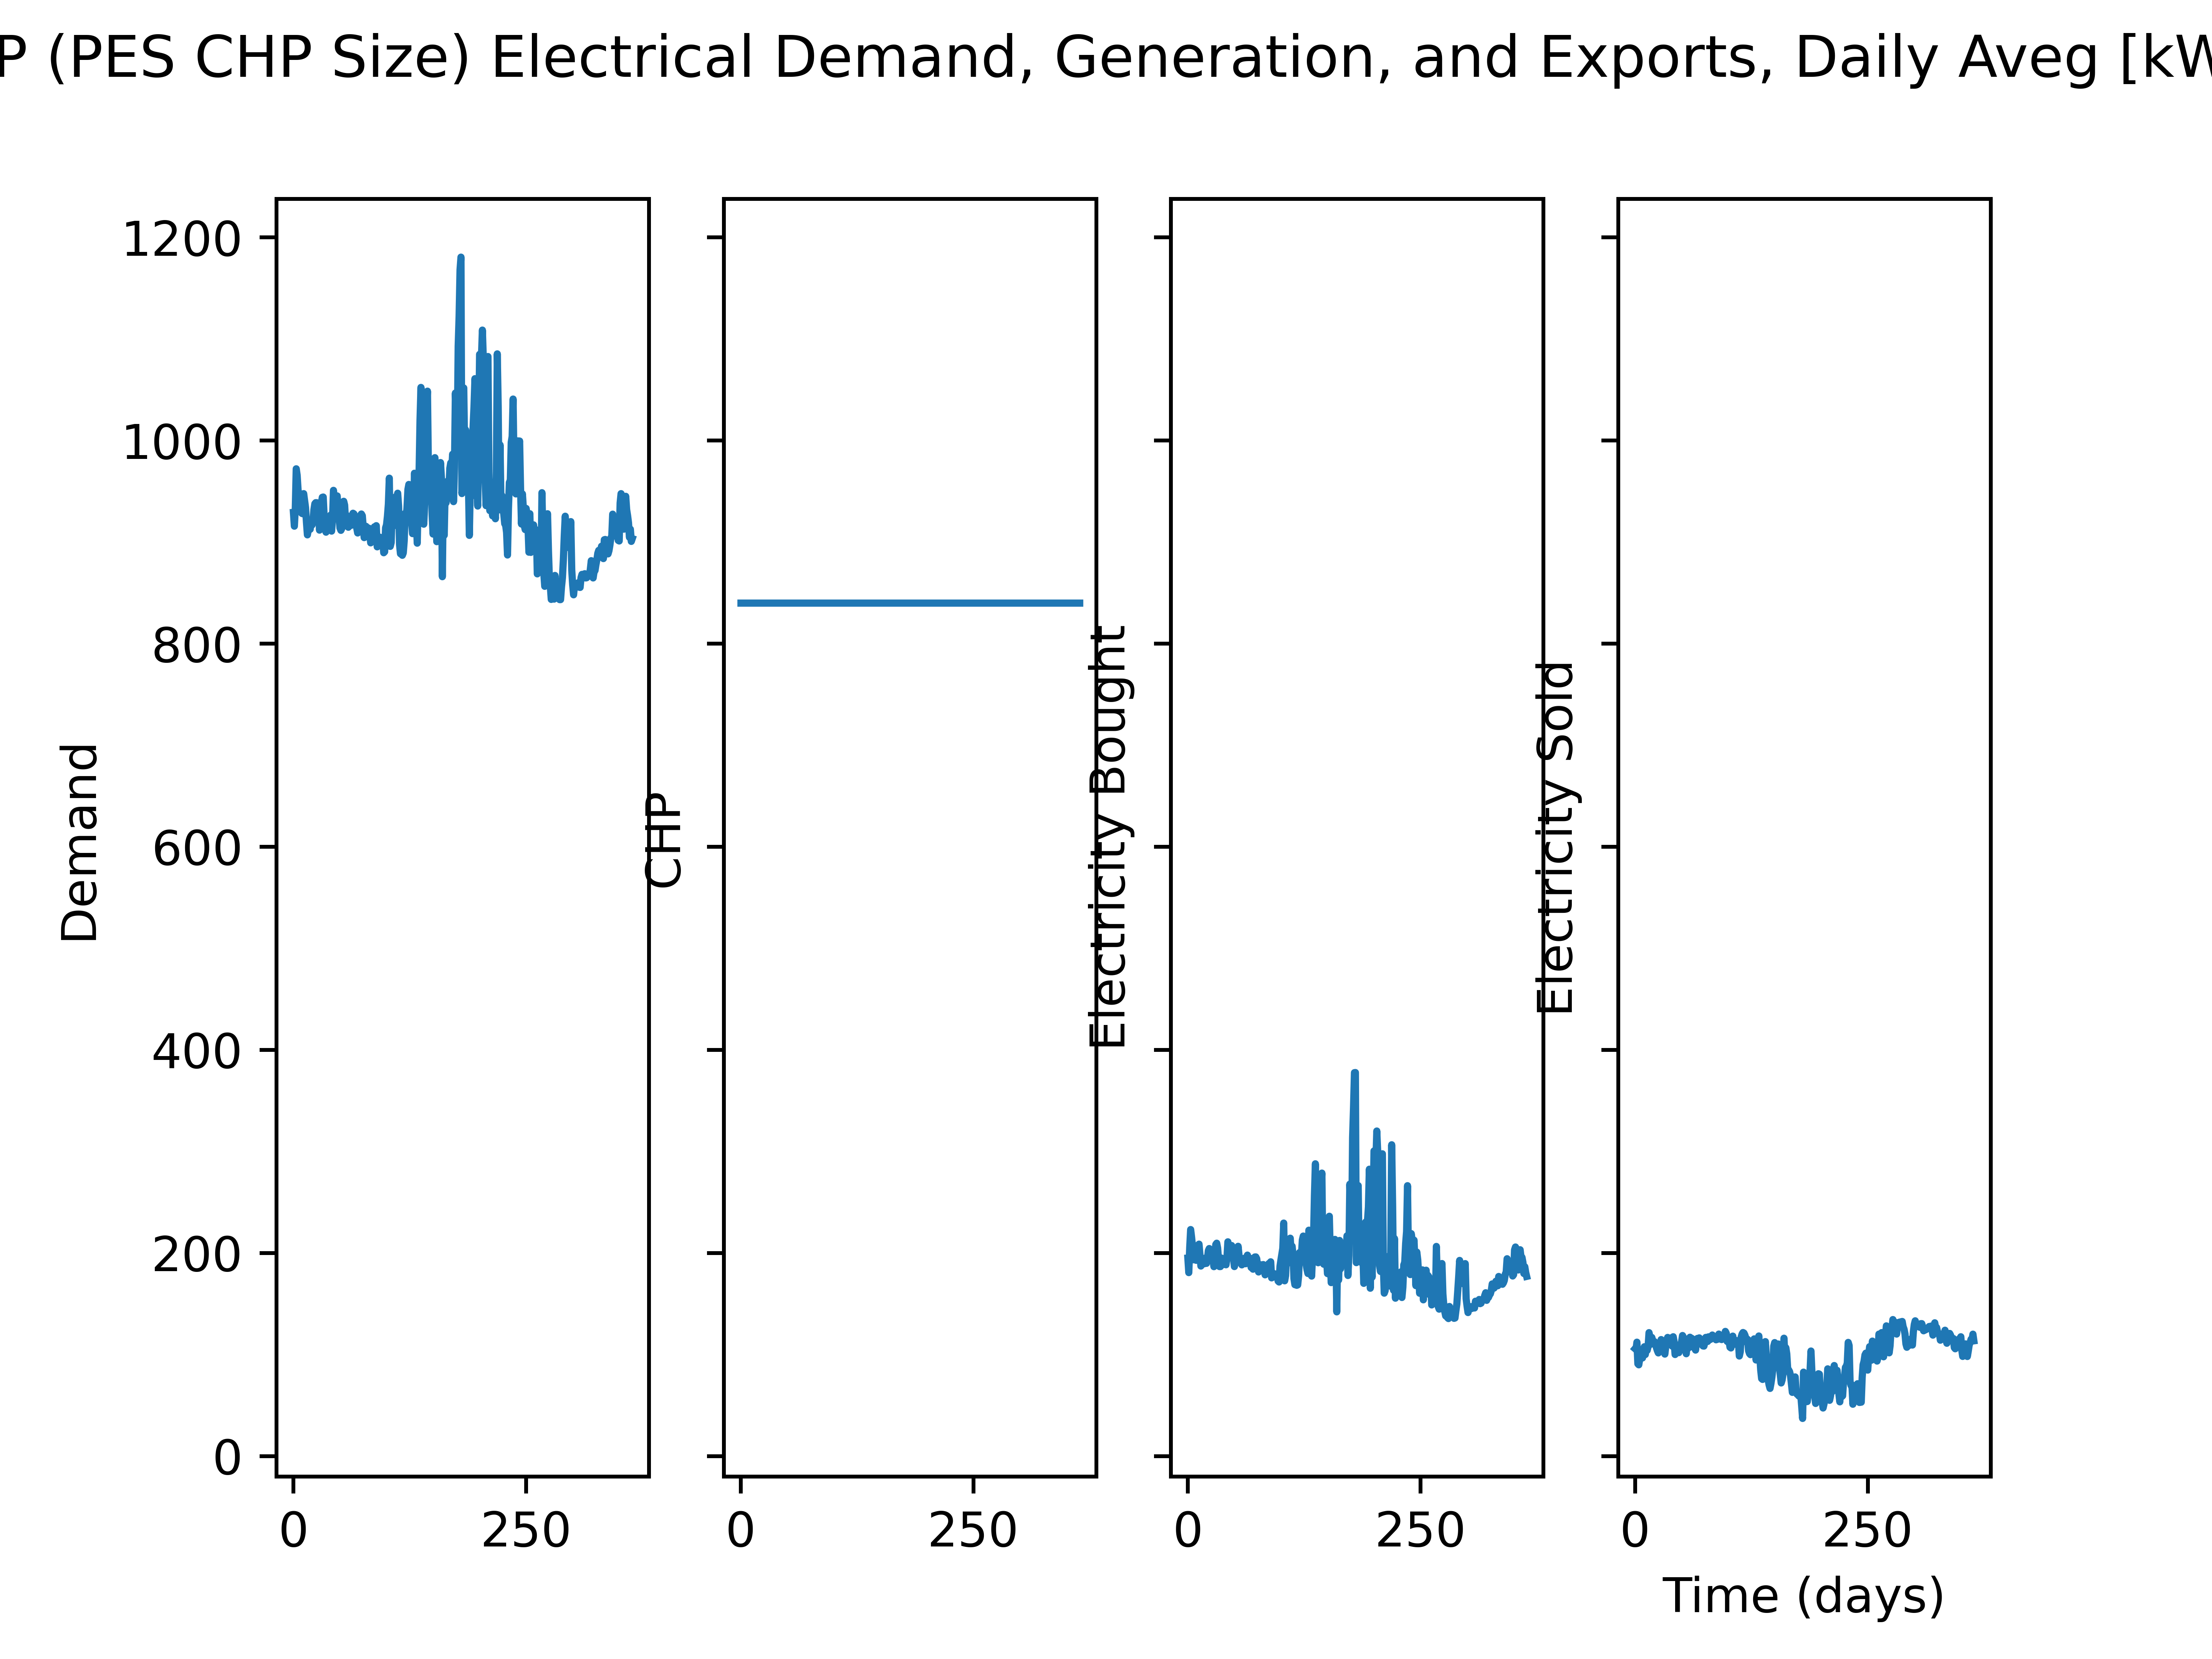 P (PES CHP Size) Electrical Demand, Generation, and Exports, Daily Aveg [kW
Demand
1200
1000
800
600
400
200
0
CHP
Electricity Bought
Electricity Sold
0 250 0 250 0 250 0 250
Time (days)